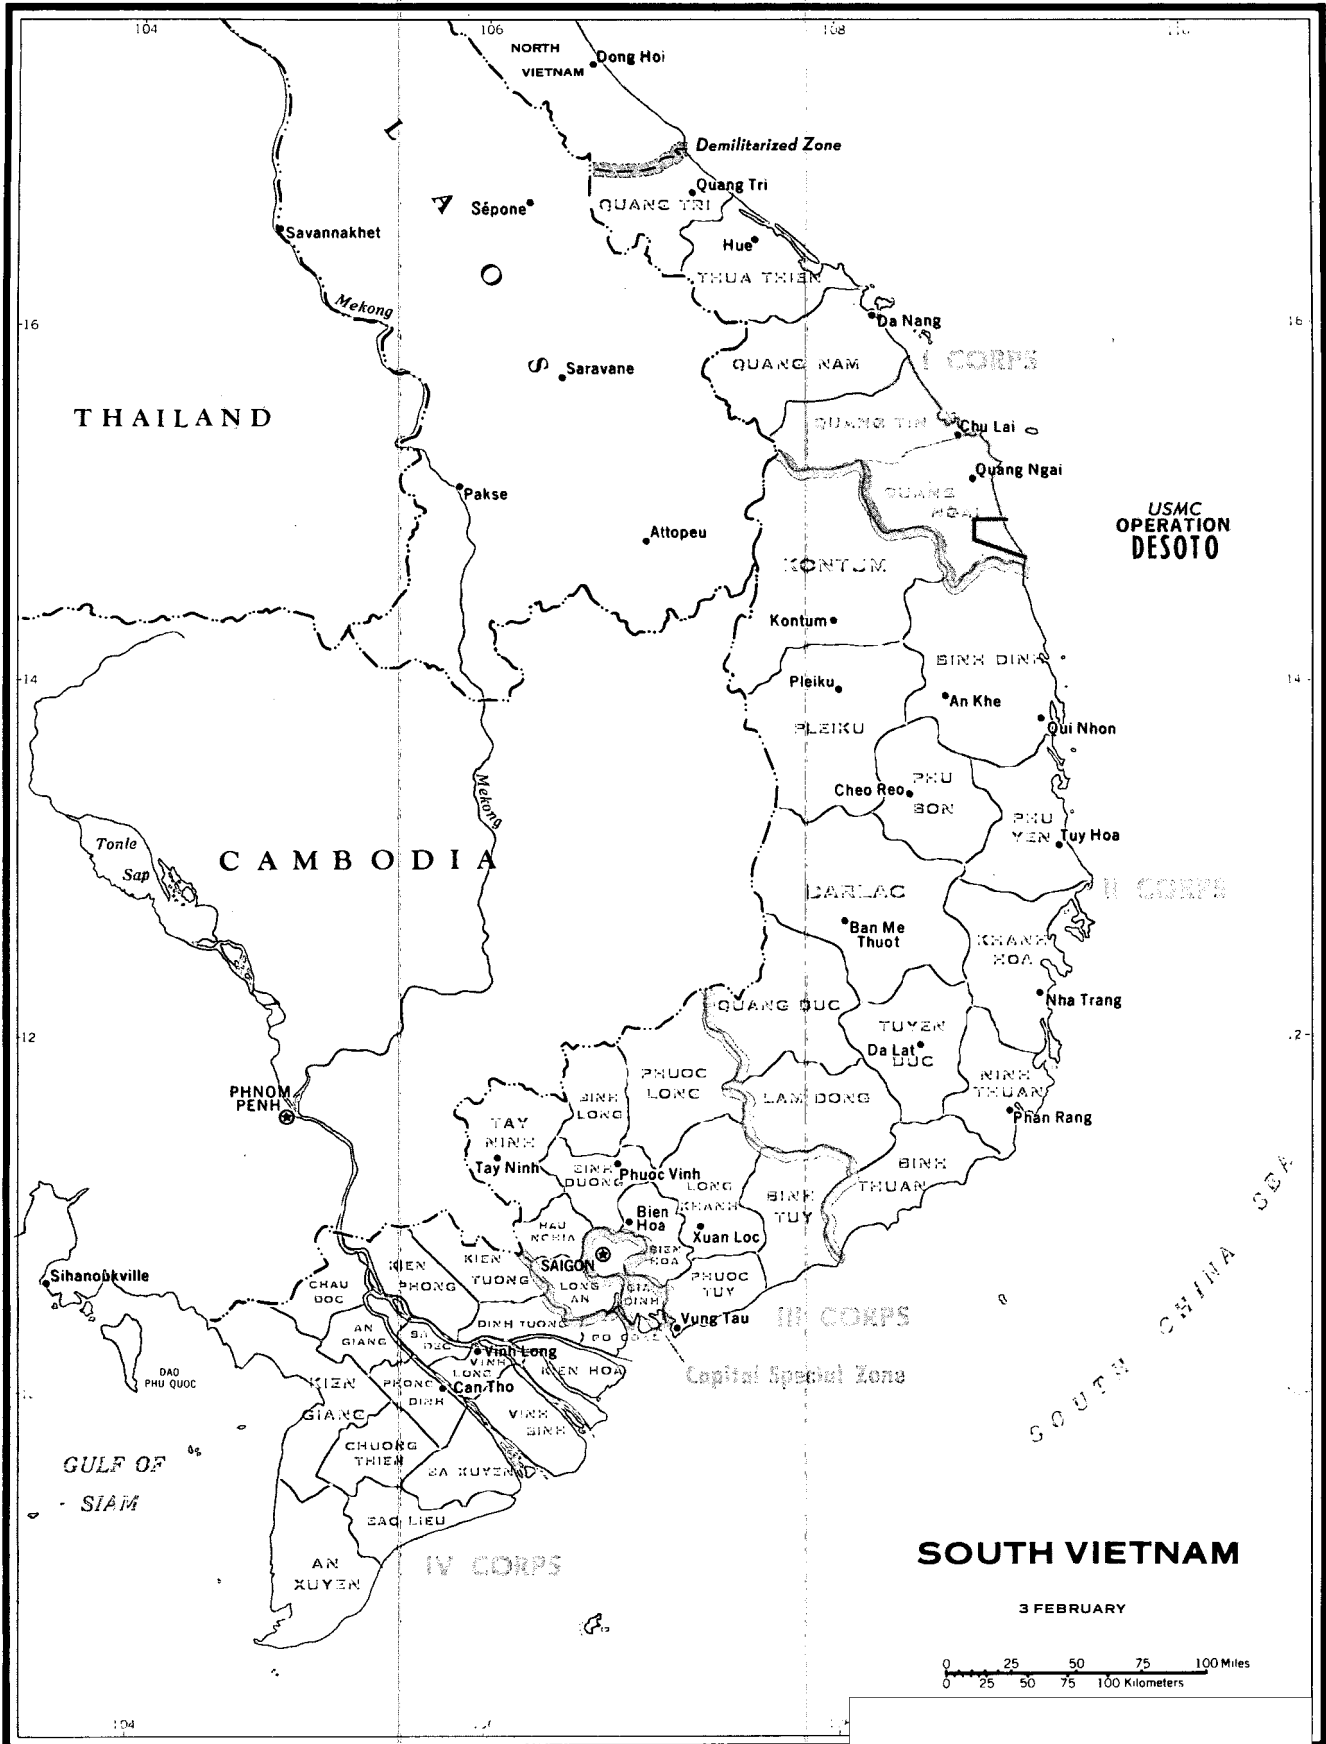 104
106
108
110
NORTH
VIETNAM
Dong Hoi
Demilitarized Zone
L
A
O
S
Sépone
Savannakhet
Quang Tri
QUANG TRI
Hue
THUA THIEN
Mekong
16
16
Da Nang
Saravane
QUANG NAM
I CORPS
THAILAND
QUANG TIN
Chu Lai
Pakse
Quang Ngai
QUANG
NGAI
Attopeu
USMC
OPERATION
DESOTO
KONTUM
Kontum
BINH DINH
14
14
Pleiku
An Khe
PLEIKU
Qui Nhon
Mekong
Cheo Reo
PHU
BON
PHU
YEN
Tuy Hoa
Tonle
Sap
CAMBODIA
DARLAC
II CORPS
Ban Me
Thuot
KHANH
HOA
Nha Trang
QUANG DUC
12
TUYEN
DUC
Da Lat
PHNOM
PENH
PHUOC
LONG
BINH
LONG
LAM DONG
NINH
THUAN
Phan Rang
TAY
NINH
Tay Ninh
BINH
DUONG
Phuoc Vinh
LONG
KHANH
BINH
TUY
BINH
THUAN
Bien
Hoa
Xuan Loc
HAU
NGHIA
BIEN
HOA
SAIGON
Sihanoukville
CHAU
DOC
KIEN
PHONG
KIEN
TUONG
LONG
AN
GIA
DINH
PHUOC
TUY
Vung Tau
III CORPS
AN
GIANG
SA
DEC
DINH TUONG
GO CONG
Vinh Long
VINH
LONG
KIEN HOA
Capital Special Zone
DAO
PHU QUOC
KIEN
GIANG
PHONG
DINH
Can Tho
VINH
BINH
CHUONG
THIEN
BA XUYEN
GULF OF
SIAM
BAC LIEU
AN
XUYEN
IV CORPS
SOUTH CHINA SEA
SOUTH VIETNAM
3 FEBRUARY
0 25 50 75 100 Miles
0 25 50 75 100 Kilometers
104